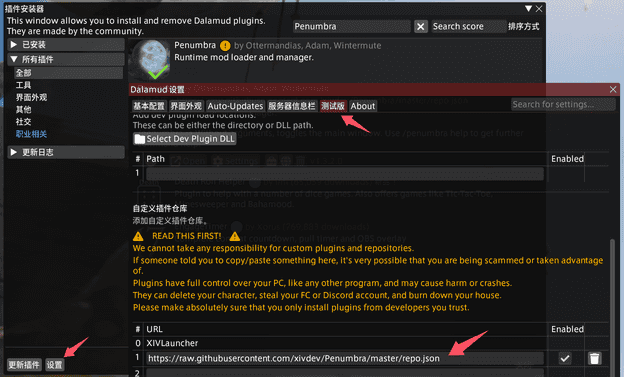 插件安装器
This window allows you to install and remove Dalamud plugins.
They are made by the community.
Penumbra
Search score
排序方式
已安装
所有插件
全部
工具
界面外观
其他
社交
职业相关
更新日志
Penumbra
by Ottermandias, Adam, Wintermute
Runtime mod loader and manager.
Dalamud 设置
基本配置 界面外观 Auto-Updates 服务器信息栏 测试版 About
Search for settings...
Add dev plugin load locations.
These can be either the directory or DLL path.
Select Dev Plugin DLL
# Path Enabled
1
自定义插件仓库
添加自定义插件仓库。
READ THIS FIRST!
We cannot take any responsibility for custom plugins and repositories.
If someone told you to copy/paste something here, it's very possible that you are being scammed or taken advantage
of.
Plugins have full control over your PC, like any other program, and may cause harm or crashes.
They can delete your character, steal your FC or Discord account, and burn down your house.
Please make absolutely sure that you only install plugins from developers you trust.
# URL Enabled
0 XIVLauncher
1 https://raw.githubusercontent.com/xivdev/Penumbra/master/repo.json
2
更新插件 设置